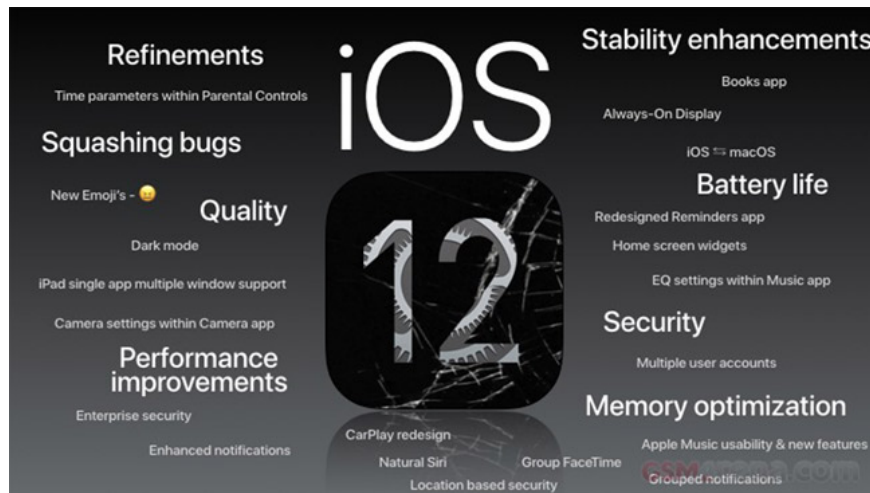 iOS
12
Refinements
Time parameters within Parental Controls
Squashing bugs
New Emoji's - 😝
Quality
Dark mode
iPad single app multiple window support
Camera settings within Camera app
Performance
improvements
Enterprise security
Enhanced notifications
Stability enhancements
Books app
Always-On Display
iOS ⇆ macOS
Battery life
Redesigned Reminders app
Home screen widgets
EQ settings within Music app
Security
Multiple user accounts
Memory optimization
Apple Music usability & new features
Grouped notifications
CarPlay redesign
Natural Siri
Group FaceTime
Location based security
GSMArena.com